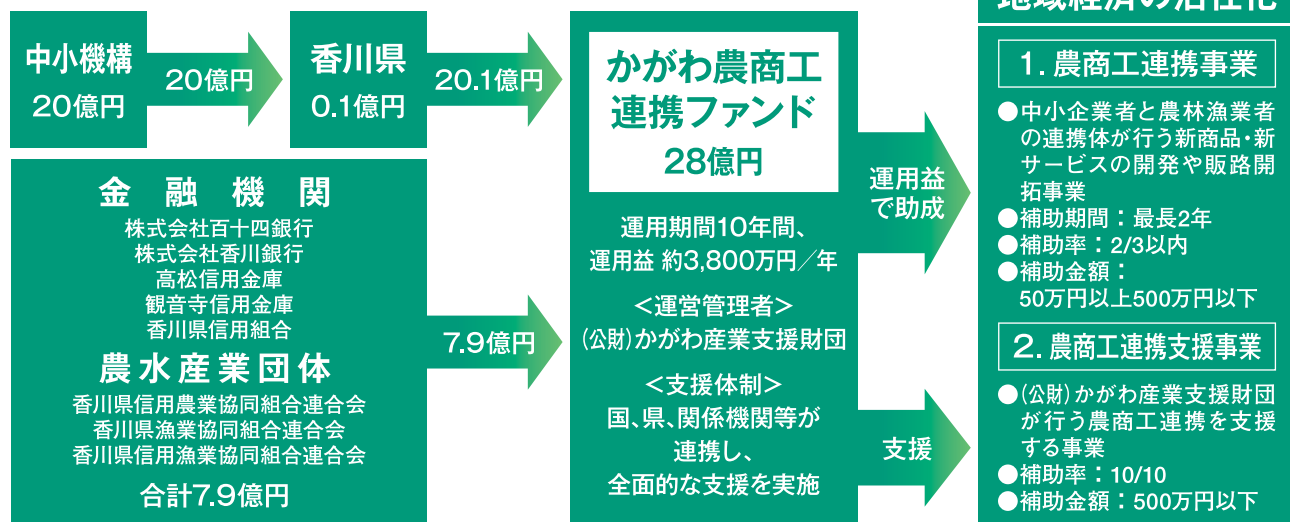 中小機構
20億円
20億円
香川県
0.1億円
20.1億円
金融機関
株式会社百十四銀行
株式会社香川銀行
高松信用金庫
観音寺信用金庫
香川県信用組合
農水産業団体
香川県信用農業協同組合連合会
香川県漁業協同組合連合会
香川県信用漁業協同組合連合会
合計7.9億円
7.9億円
かがわ農商工
連携ファンド
28億円
運用期間10年間、
運用益 約3,800万円／年
＜運営管理者＞
(公財)かがわ産業支援財団
＜支援体制＞
国、県、関係機関等が
連携し、
全面的な支援を実施
運用益
で助成
支援
地域経済の活性化
1. 農商工連携事業
●中小企業者と農林漁業者
の連携体が行う新商品・新
サービスの開発や販路開
拓事業
●補助期間：最長2年
●補助率：2/3以内
●補助金額：
50万円以上500万円以下
2. 農商工連携支援事業
●(公財)かがわ産業支援財団
が行う農商工連携を支援
する事業
●補助率：10/10
●補助金額：500万円以下